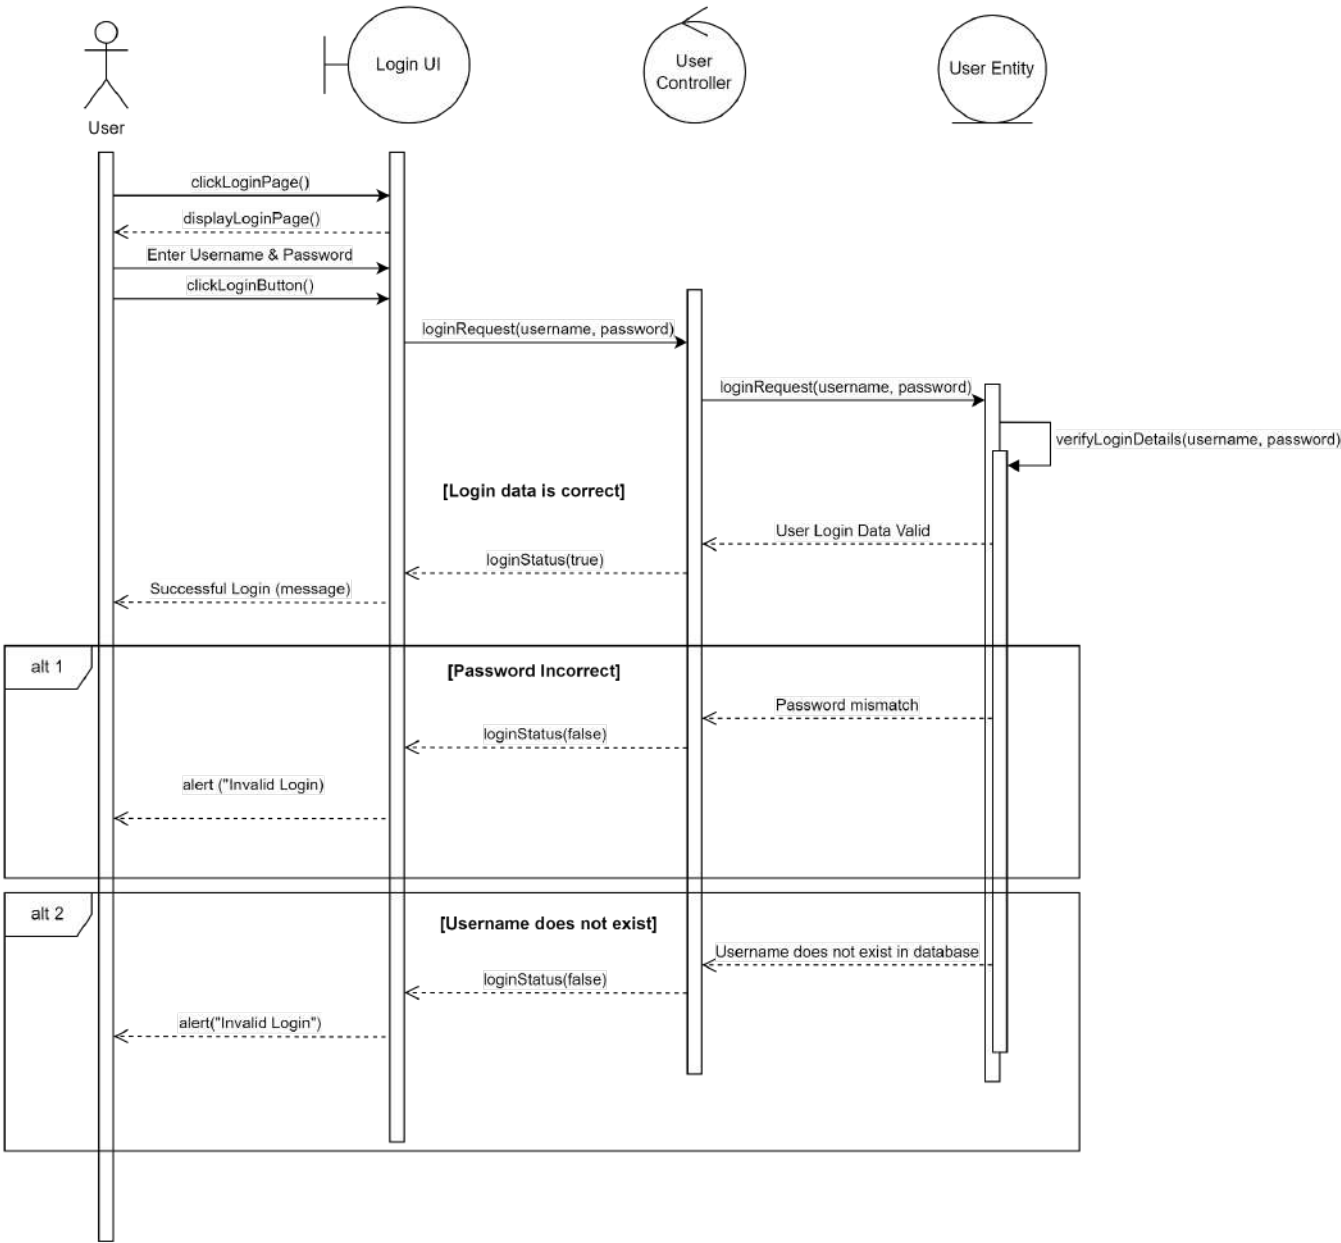 Login UI
User
Controller
User Entity
User
clickLoginPage()
displayLoginPage()
Enter Username & Password
clickLoginButton()
loginRequest(username, password)
loginRequest(username, password)
verifyLoginDetails(username, password)
[Login data is correct]
User Login Data Valid
loginStatus(true)
Successful Login (message)
alt 1
[Password Incorrect]
Password mismatch
loginStatus(false)
alert ("Invalid Login)
alt 2
[Username does not exist]
Username does not exist in database
loginStatus(false)
alert("Invalid Login")